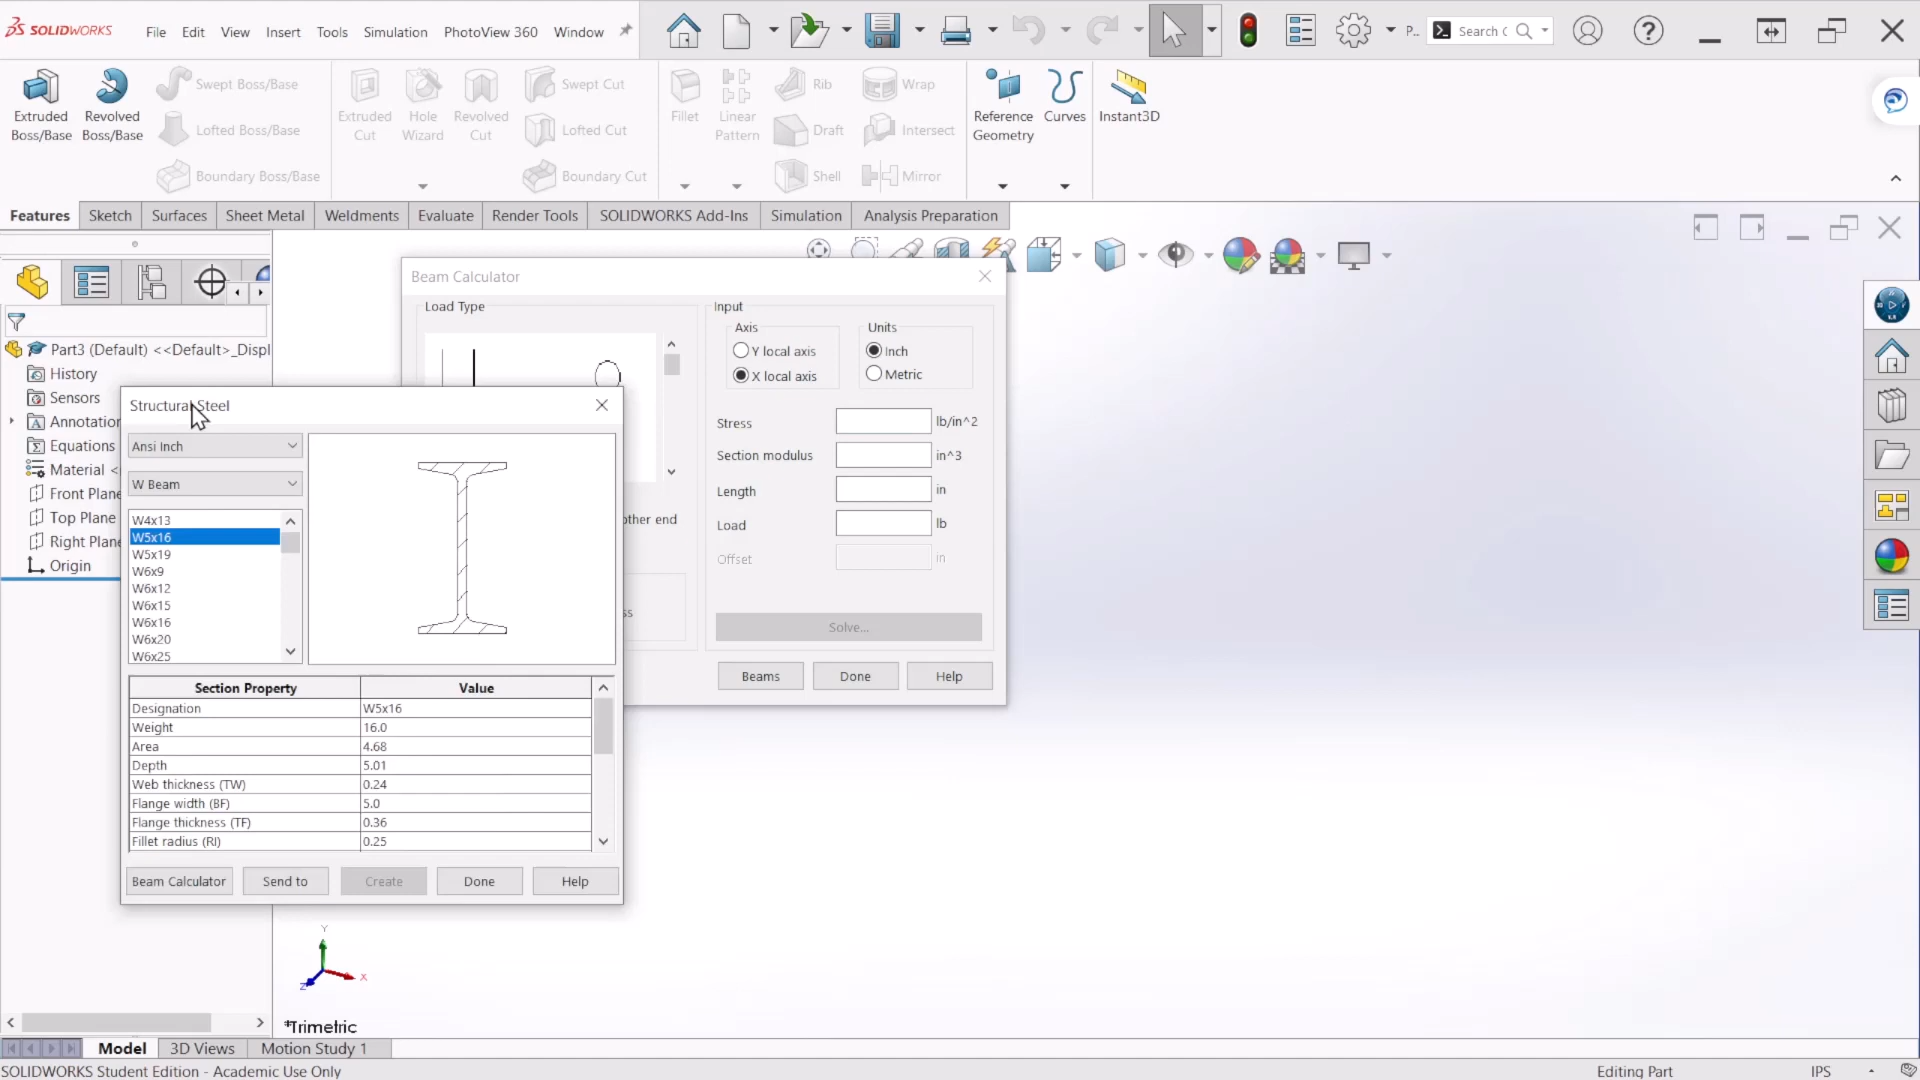 SOLIDWORKS File Edit View Insert Tools Simulation PhotoView 360 Window P.. Search (
Extruded Boss/Base
Revolved Boss/Base
Swept Boss/Base
Lofted Boss/Base
Boundary Boss/Base
Extruded Cut
Hole Wizard
Revolved Cut
Swept Cut
Lofted Cut
Boundary Cut
Fillet
Linear Pattern
Rib
Draft
Shell
Wrap
Intersect
Mirror
Reference Geometry
Curves
Instant3D
Features Sketch Surfaces Sheet Metal Weldments Evaluate Render Tools SOLIDWORKS Add-Ins Simulation Analysis Preparation
Part3 (Default) <<Default>_Displ
History
Sensors
Annotation
Equations
Material <
Front Plane
Top Plane
Right Plane
Origin
Beam Calculator
Load Type
other end
ss
Input
Axis
Y local axis
X local axis
Units
Inch
Metric
Stress lb/in^2
Section modulus in^3
Length in
Load lb
Offset in
Solve...
Beams Done Help
Structural Steel
Ansi Inch
W Beam
W4x13
W5x16
W5x19
W6x9
W6x12
W6x15
W6x16
W6x20
W6x25
Section Property Value
Designation W5x16
Weight 16.0
Area 4.68
Depth 5.01
Web thickness (TW) 0.24
Flange width (BF) 5.0
Flange thickness (TF) 0.36
Fillet radius (RI) 0.25
Beam Calculator Send to Create Done Help
Y
X
Z
*Trimetric
Model 3D Views Motion Study 1
SOLIDWORKS Student Edition - Academic Use Only Editing Part IPS